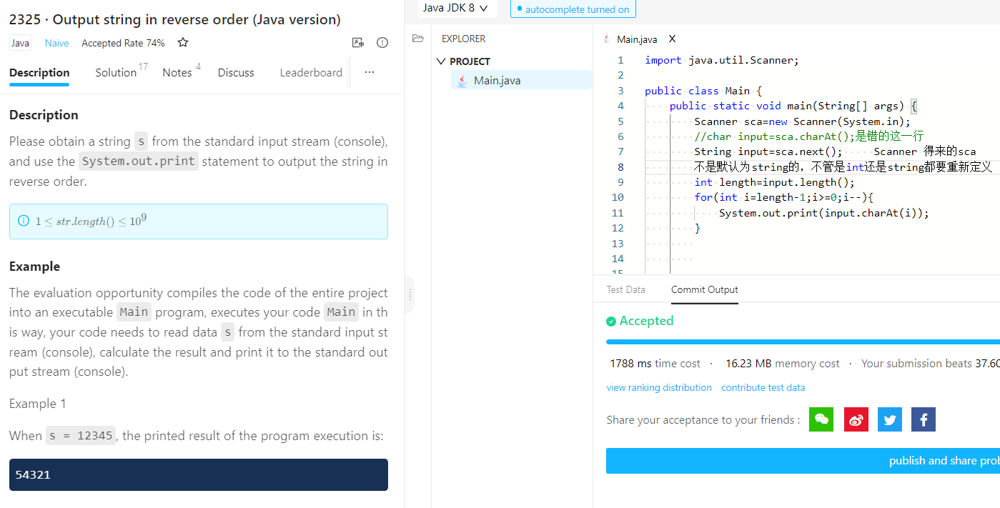 2325 · Output string in reverse order (Java version)
Java Naive Accepted Rate 74%
Description Solution 17 Notes 4 Discuss Leaderboard ...
Description
Please obtain a string s from the standard input stream (console),
and use the System.out.print statement to output the string in
reverse order.
1 ≤ str.length() ≤ 10^9
Example
The evaluation opportunity compiles the code of the entire project
into an executable Main program, executes your code Main in th
is way, your code needs to read data s from the standard input st
ream (console), calculate the result and print it to the standard out
put stream (console).
Example 1
When s = 12345, the printed result of the program execution is:
54321
Java JDK 8
autocomplete turned on
EXPLORER
PROJECT
Main.java
Main.java X
1 import java.util.Scanner;
2
3 public class Main {
4 public static void main(String[] args) {
5 Scanner sca=new Scanner(System.in);
6 //char input=sca.charAt();是错的这一行
7 String input=sca.next(); Scanner 得来的sca
8 不是默认为string的，不管是int还是string都要重新定义
9 int length=input.length();
10 for(int i=length-1;i>=0;i--){
11 System.out.print(input.charAt(i));
12 }
13
14
15
Test Data Commit Output
Accepted
1788 ms time cost · 16.23 MB memory cost · Your submission beats 37.60
view ranking distribution contribute test data
Share your acceptance to your friends :
publish and share prob